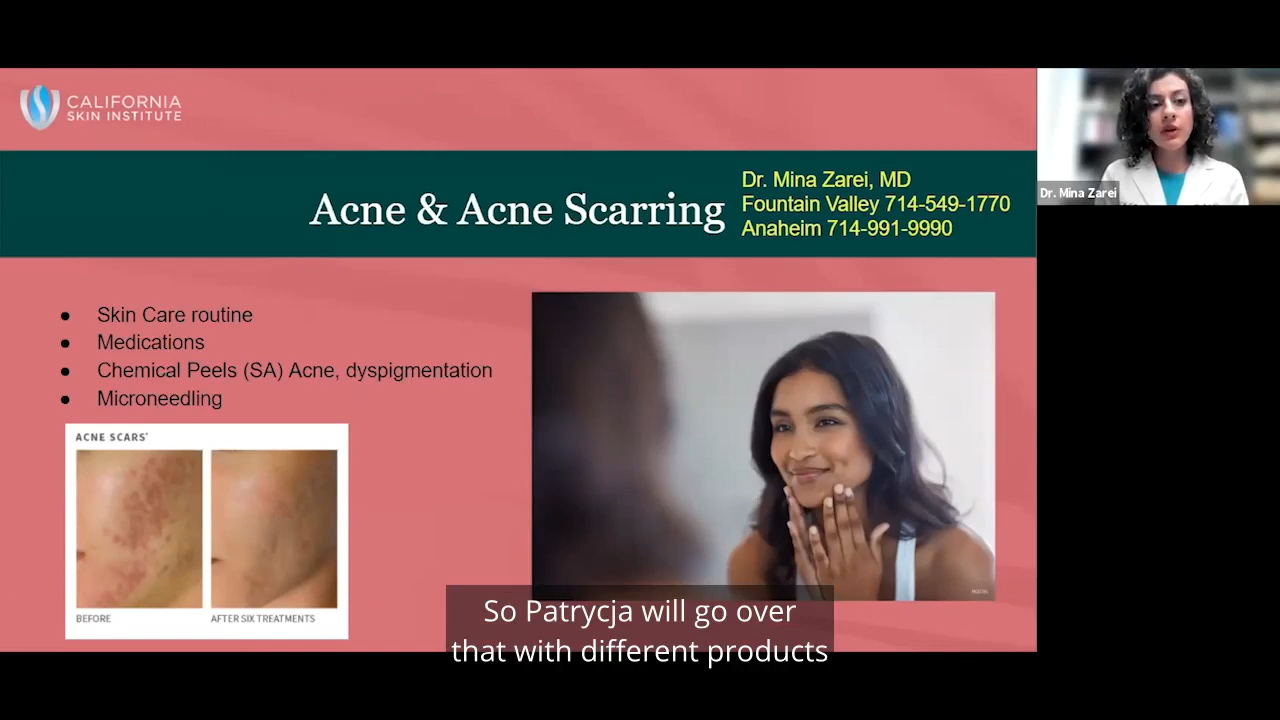 CALIFORNIA
SKIN INSTITUTE
Acne & Acne Scarring
Dr. Mina Zarei, MD
Fountain Valley 714-549-1770
Anaheim 714-991-9990
Dr. Mina Zarei
● Skin Care routine
● Medications
● Chemical Peels (SA) Acne, dyspigmentation
● Microneedling
ACNE SCARS*
BEFORE
AFTER SIX TREATMENTS
So Patrycja will go over
that with different products